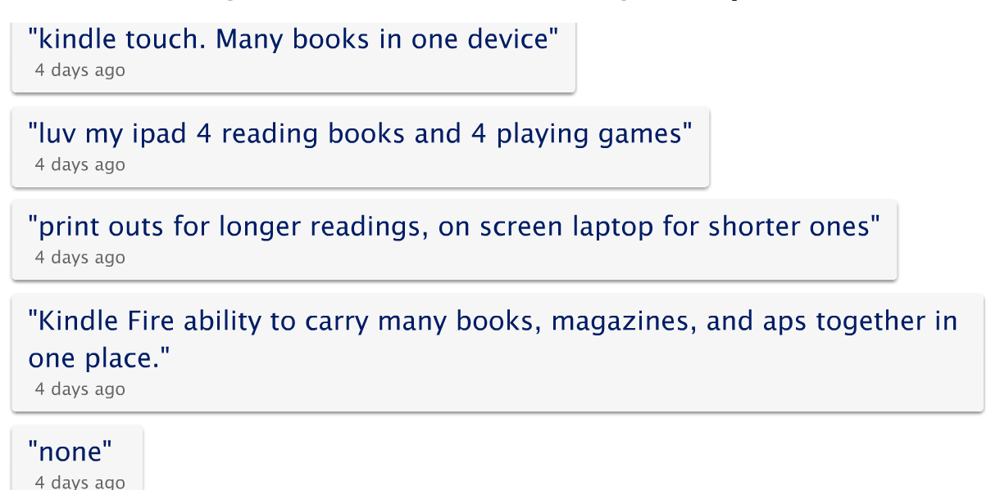 "kindle touch. Many books in one device"
4 days ago
"luv my ipad 4 reading books and 4 playing games"
4 days ago
"print outs for longer readings, on screen laptop for shorter ones"
4 days ago
"Kindle Fire ability to carry many books, magazines, and aps together in
one place."
4 days ago
"none"
4 days ago